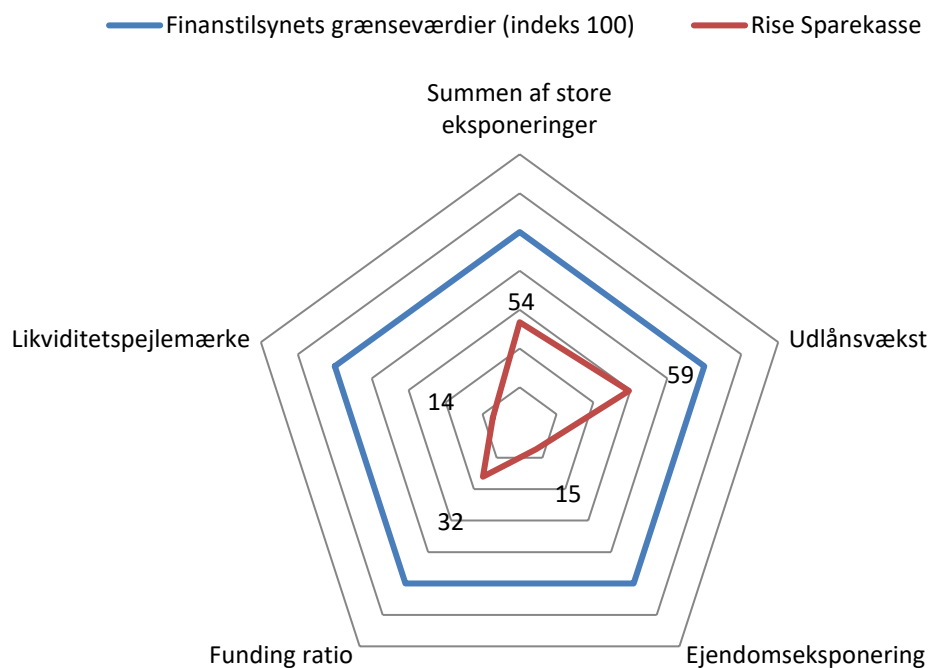 Finanstilsynets grænseværdier (indeks 100) Rise Sparekasse
Summen af store
eksponeringer
54
Likviditetspejlemærke
Udlånsvækst
59
14
15
32
Funding ratio
Ejendomseksponering